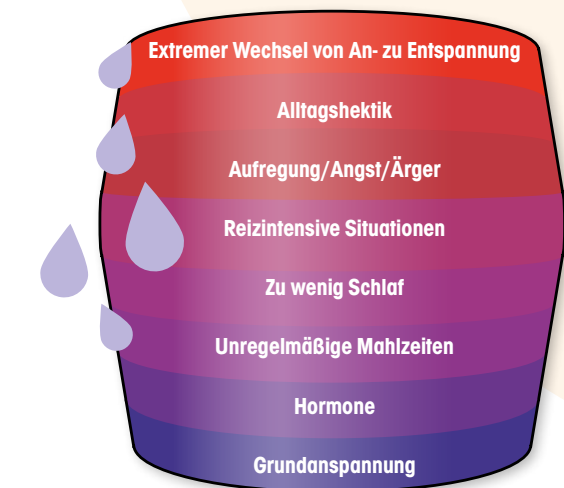 Extremer Wechsel von An- zu Entspannung
Alltagshektik
Aufregung/Angst/Ärger
Reizintensive Situationen
Zu wenig Schlaf
Unregelmäßige Mahlzeiten
Hormone
Grundanspannung